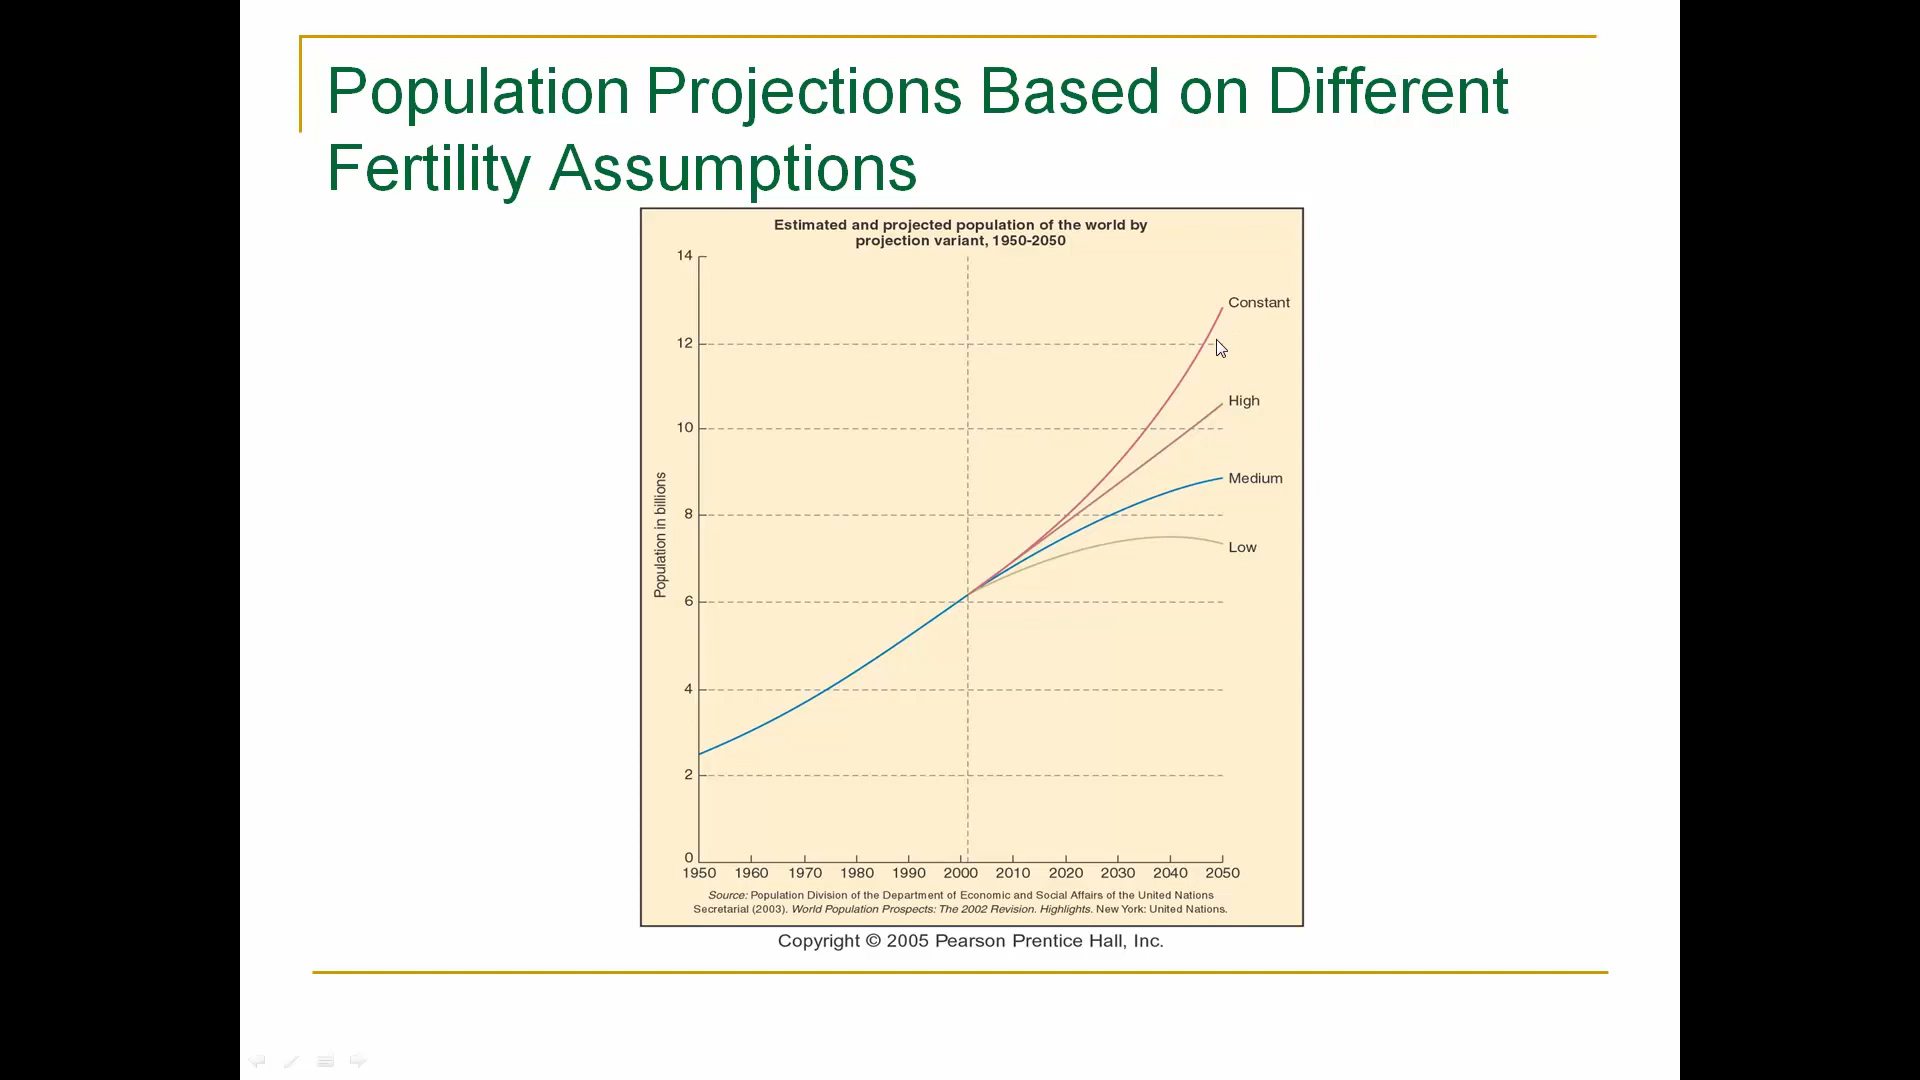 Population Projections Based on Different
Fertility Assumptions
Estimated and projected population of the world by
projection variant, 1950-2050
14
12
10
8
6
4
2
0
Population in billions
Constant
High
Medium
Low
1950 1960 1970 1980 1990 2000 2010 2020 2030 2040 2050
Source: Population Division of the Department of Economic and Social Affairs of the United Nations
Secretarial (2003). World Population Prospects: The 2002 Revision. Highlights. New York: United Nations.
Copyright © 2005 Pearson Prentice Hall, Inc.